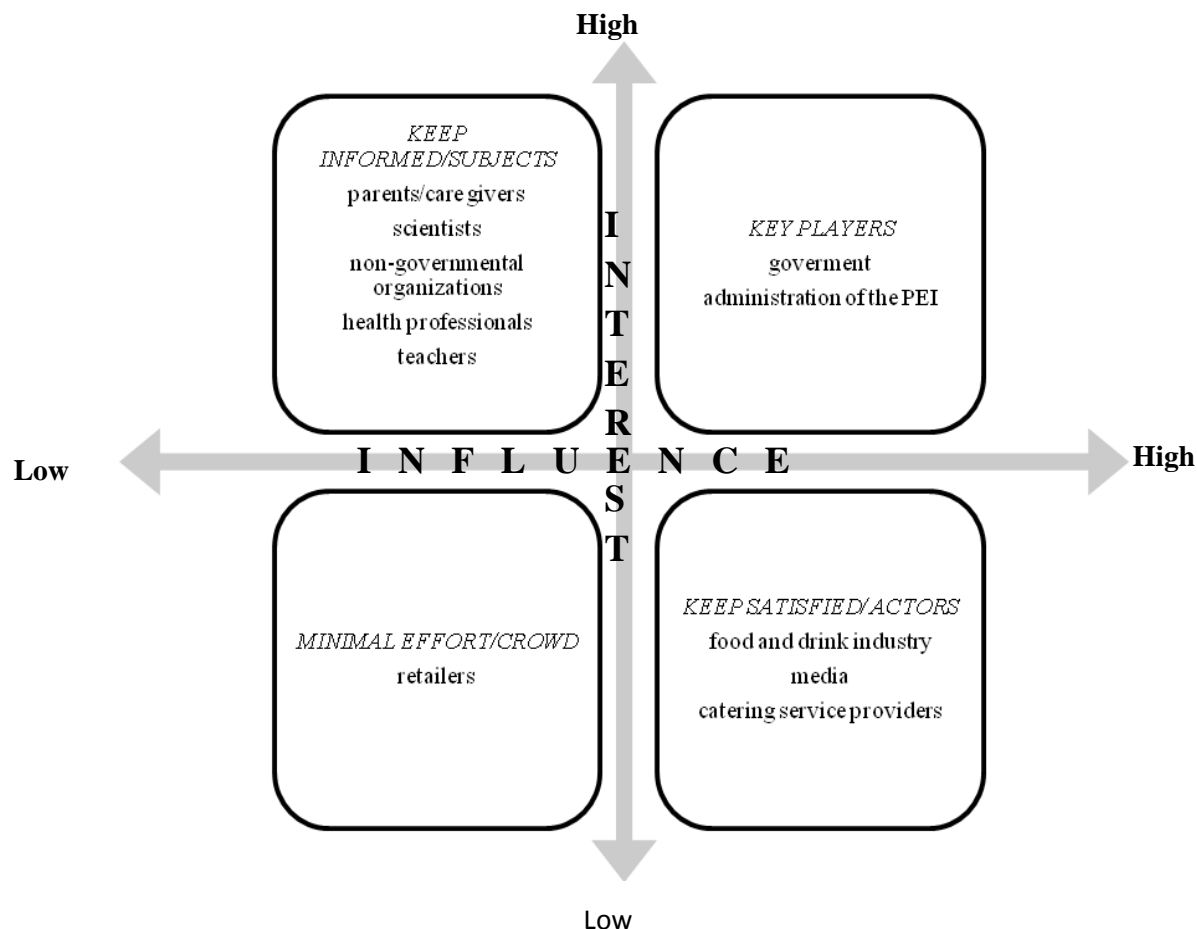 High
KEEP
INFORMED/SUBJECTS
parents/care givers
scientists
non-governmental
organizations
health professionals
teachers
KEY PLAYERS
goverment
administration of the PEI
INTEREST
Low
INFLUENCE
High
MINIMAL EFFORT/CROWD
retailers
KEEP SATISFIED/ACTORS
food and drink industry
media
catering service providers
Low